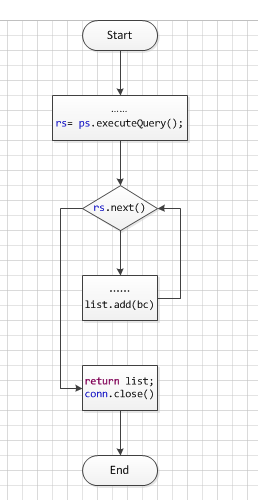 Start
......
rs= ps.executeQuery();
rs.next()
......
list.add(bc)
return list;
conn.close()
End